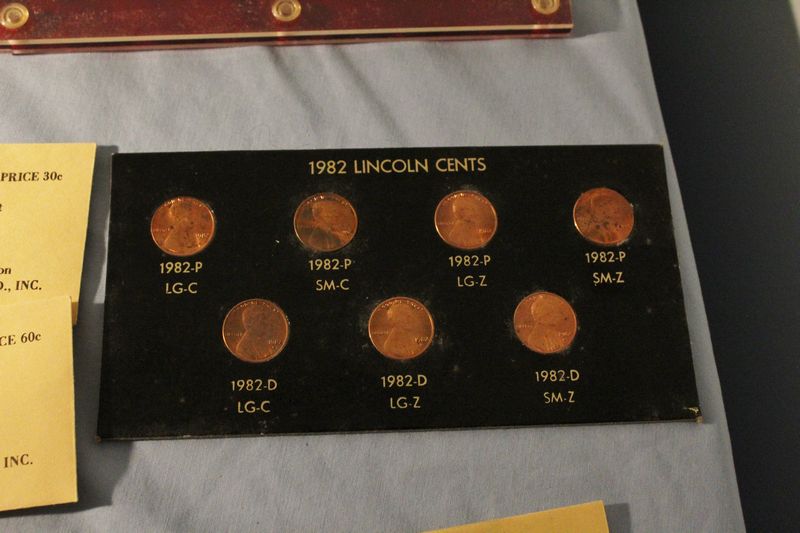 PRICE 30c
on
O., INC.
CE 60c
INC.
1982 LINCOLN CENTS
1982-P
LG-C
1982-P
SM-C
1982-P
LG-Z
1982-P
SM-Z
1982-D
LG-C
1982-D
LG-Z
1982-D
SM-Z